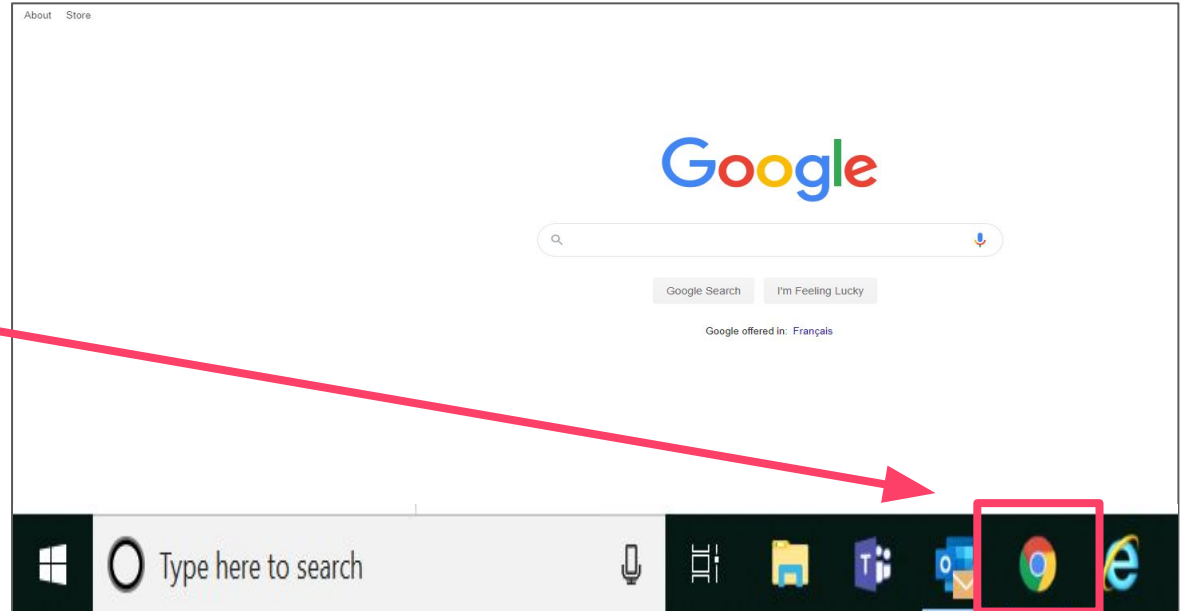 About Store
Google
Google Search I'm Feeling Lucky
Google offered in: Français
Type here to search